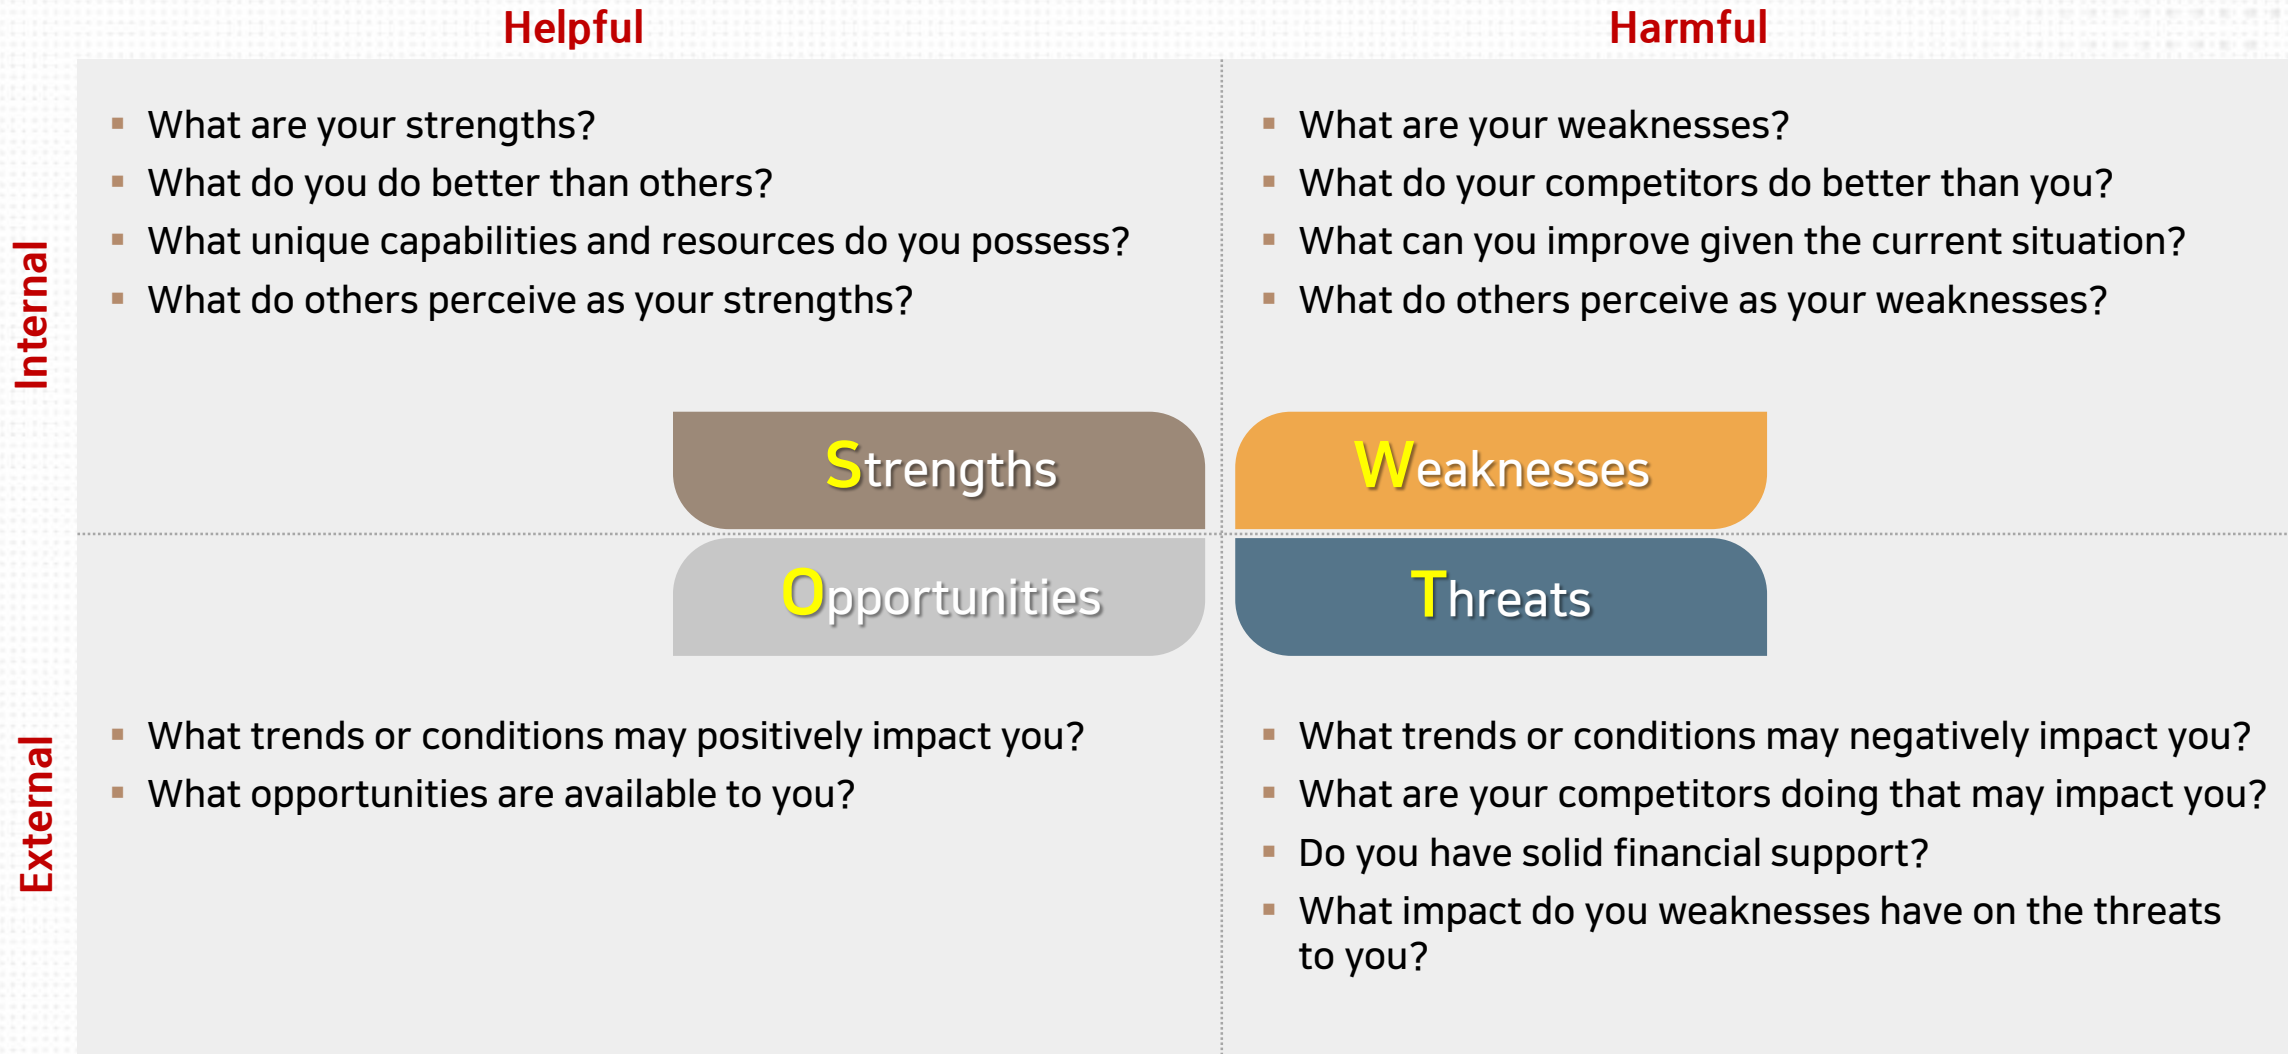 Helpful
Harmful
Internal
What are your strengths?
What do you do better than others?
What unique capabilities and resources do you possess?
What do others perceive as your strengths?
What are your weaknesses?
What do your competitors do better than you?
What can you improve given the current situation?
What do others perceive as your weaknesses?
Strengths
Weaknesses
Opportunities
Threats
External
What trends or conditions may positively impact you?
What opportunities are available to you?
What trends or conditions may negatively impact you?
What are your competitors doing that may impact you?
Do you have solid financial support?
What impact do you weaknesses have on the threats
to you?